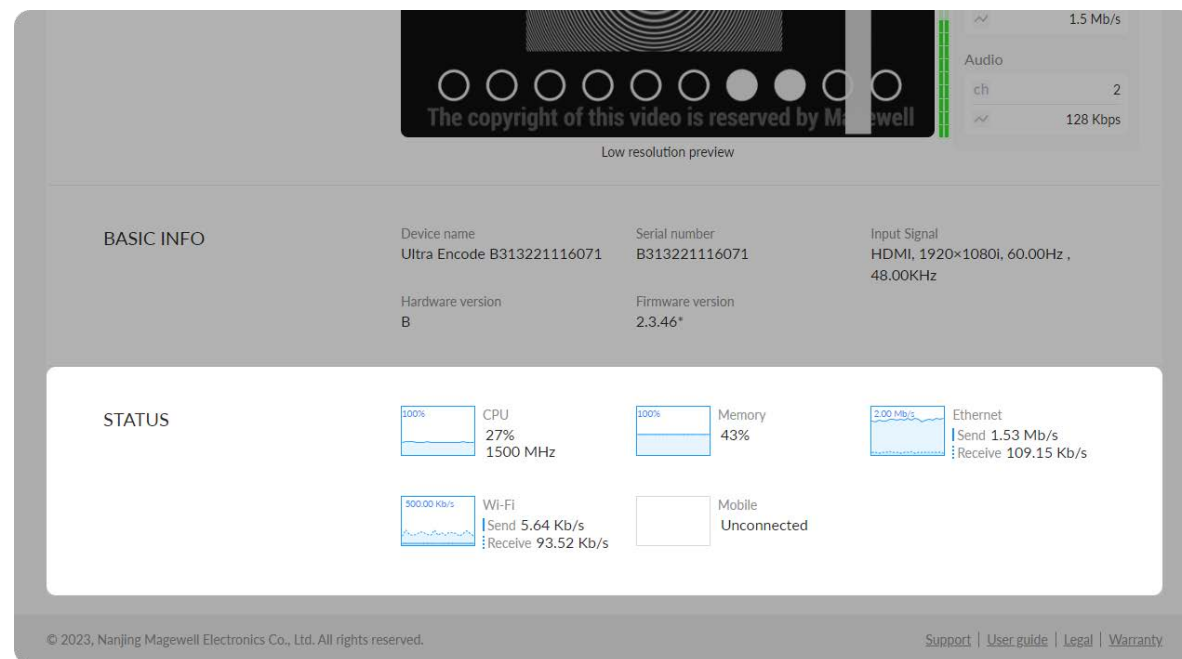 1.5 Mb/s
Audio
ch 2
128 Kbps
The copyright of this video is reserved by Magewell
Low resolution preview
BASIC INFO
Device name
Ultra Encode B313221116071
Serial number
B313221116071
Input Signal
HDMI, 1920×1080i, 60.00Hz ,
48.00KHz
Hardware version
B
Firmware version
2.3.46*
STATUS
100%
CPU
27%
1500 MHz
100%
Memory
43%
2.00 Mb/s
Ethernet
Send 1.53 Mb/s
Receive 109.15 Kb/s
500.00 Kb/s
Wi-Fi
Send 5.64 Kb/s
Receive 93.52 Kb/s
Mobile
Unconnected
© 2023, Nanjing Magewell Electronics Co., Ltd. All rights reserved.
Support | User guide | Legal | Warranty